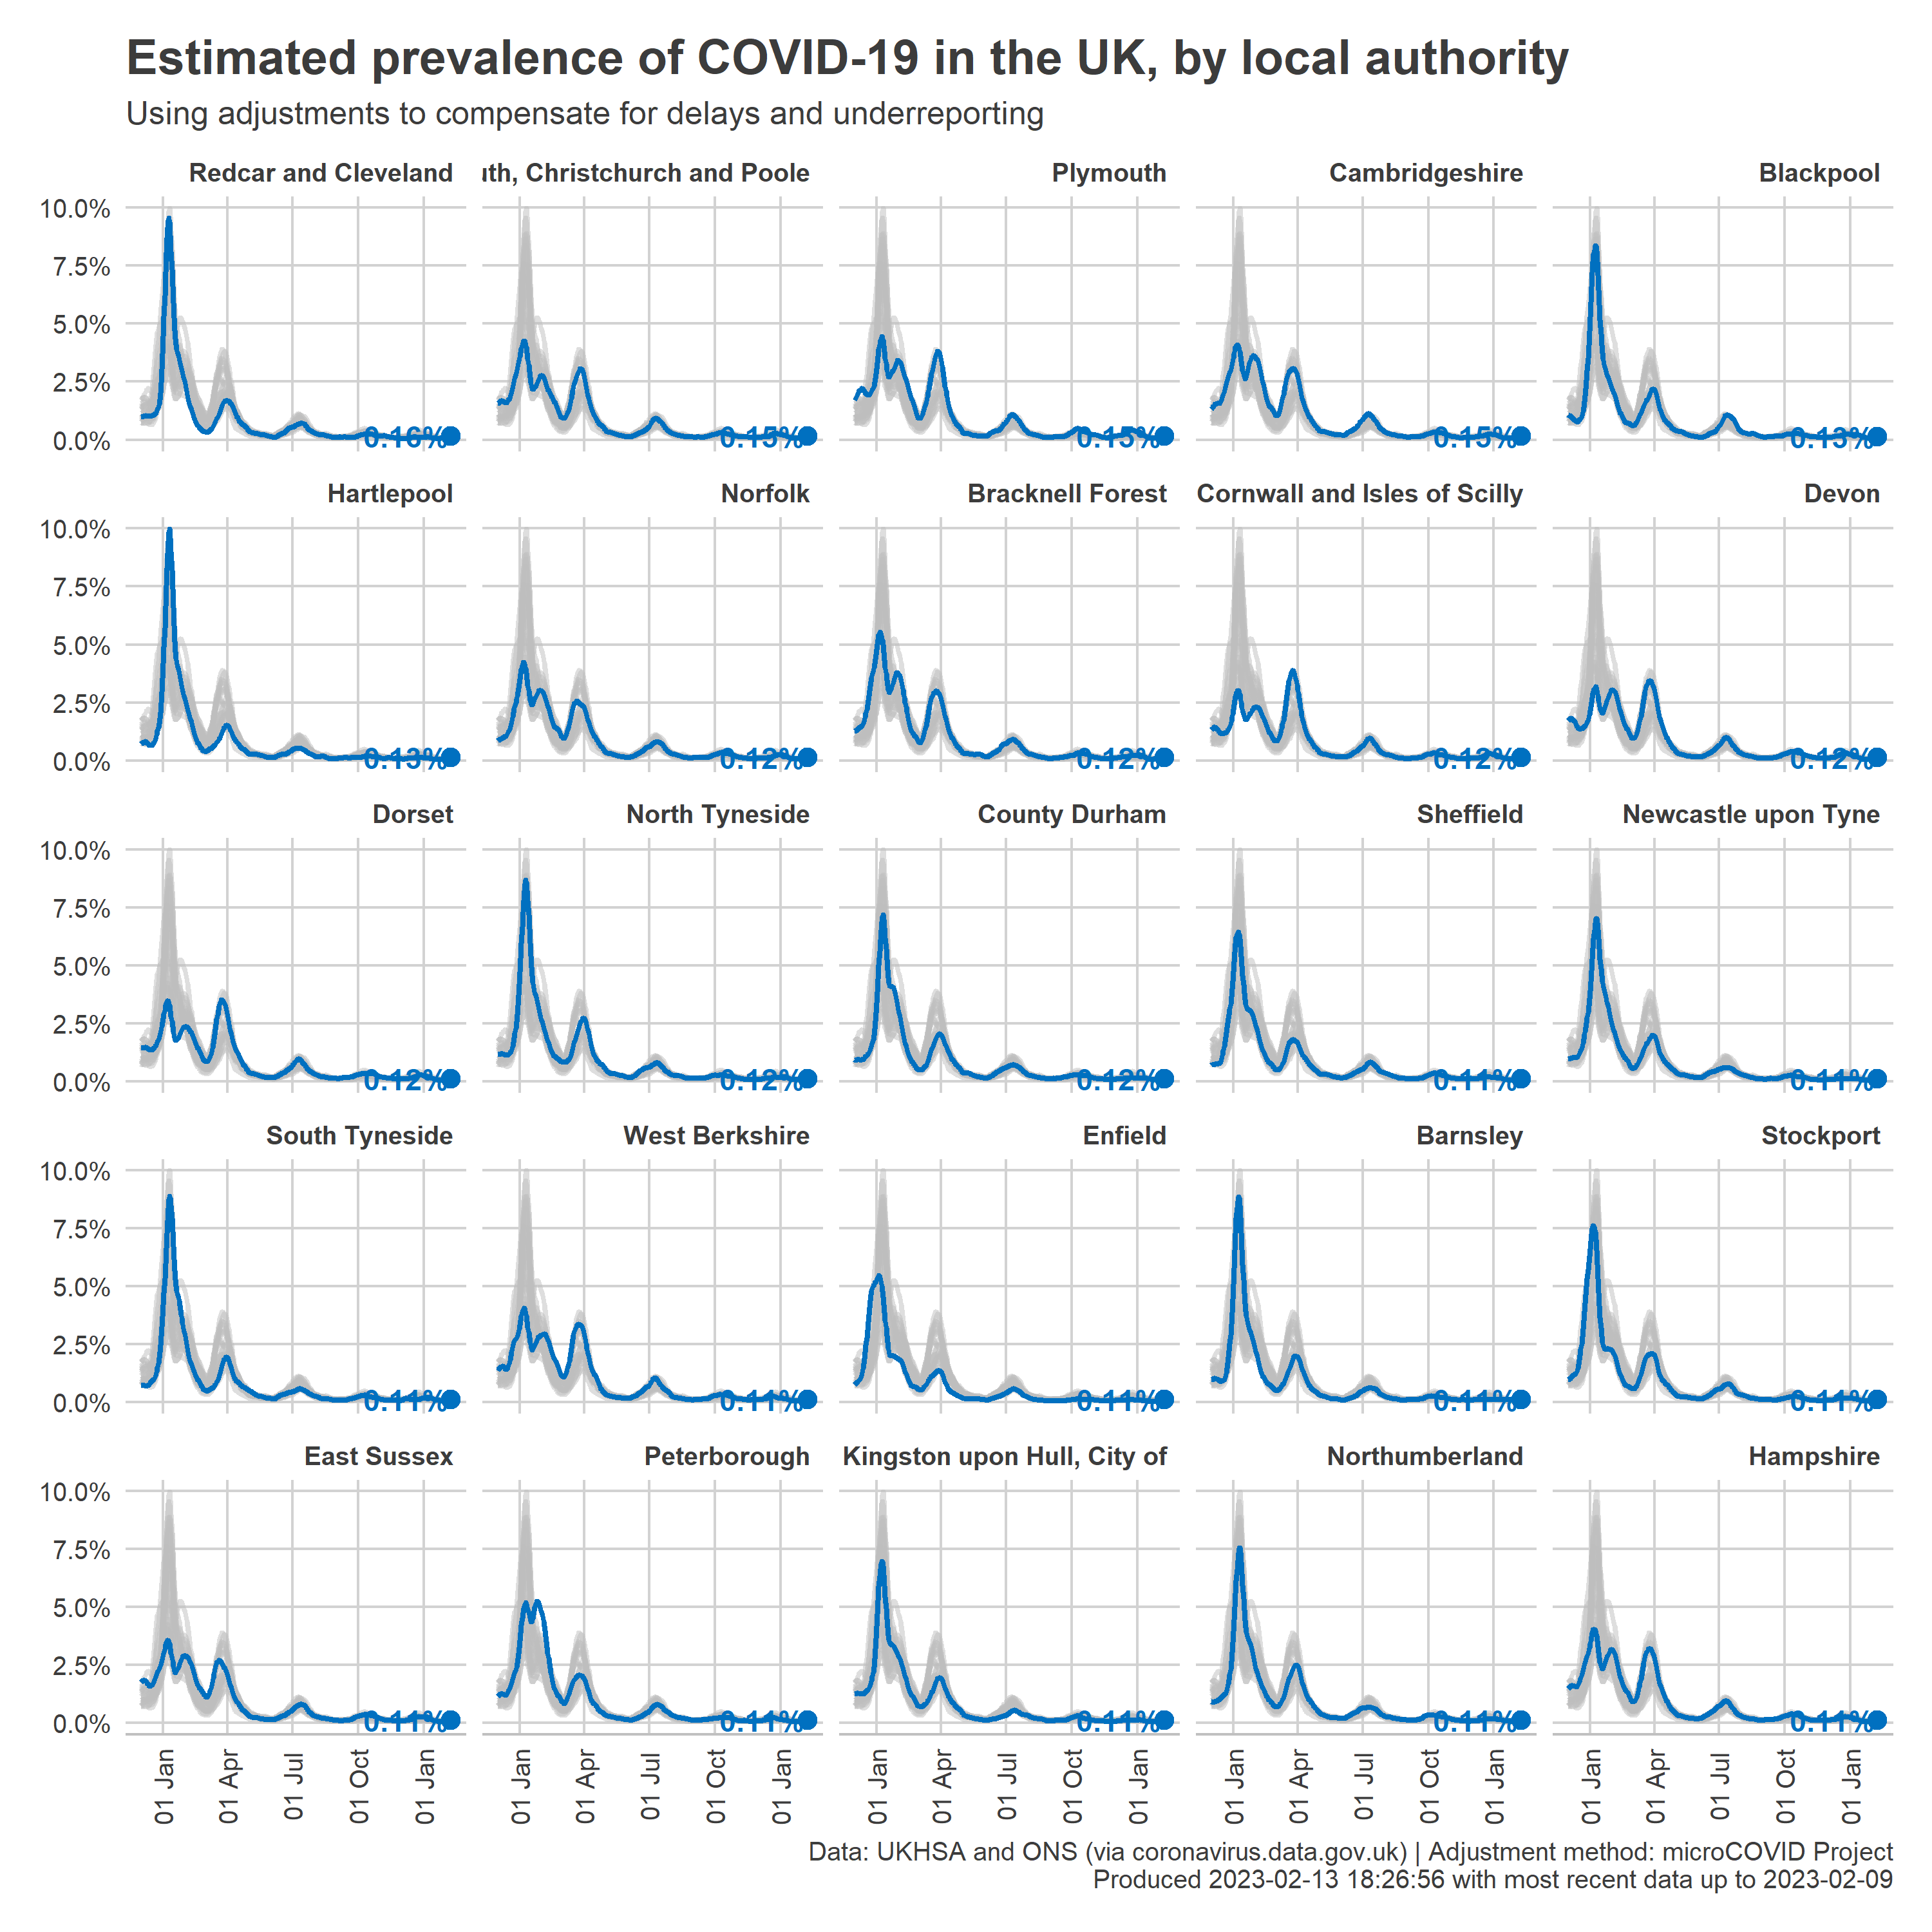 Estimated prevalence of COVID-19 in the UK, by local authority
Using adjustments to compensate for delays and underreporting
Redcar and Cleveland
th, Christchurch and Poole
Plymouth
Cambridgeshire
Blackpool
10.0%
7.5%
5.0%
2.5%
0.0%
0.16%
0.15%
0.15%
0.15%
0.13%
Hartlepool
Norfolk
Bracknell Forest
Cornwall and Isles of Scilly
Devon
10.0%
7.5%
5.0%
2.5%
0.0%
0.13%
0.12%
0.12%
0.12%
0.12%
Dorset
North Tyneside
County Durham
Sheffield
Newcastle upon Tyne
10.0%
7.5%
5.0%
2.5%
0.0%
0.12%
0.12%
0.12%
0.11%
0.11%
South Tyneside
West Berkshire
Enfield
Barnsley
Stockport
10.0%
7.5%
5.0%
2.5%
0.0%
0.11%
0.11%
0.11%
0.11%
0.11%
East Sussex
Peterborough
Kingston upon Hull, City of
Northumberland
Hampshire
10.0%
7.5%
5.0%
2.5%
0.0%
0.11%
0.11%
0.11%
0.11%
0.11%
01 Jan
01 Apr
01 Jul
01 Oct
01 Jan
01 Jan
01 Apr
01 Jul
01 Oct
01 Jan
01 Jan
01 Apr
01 Jul
01 Oct
01 Jan
01 Jan
01 Apr
01 Jul
01 Oct
01 Jan
01 Jan
01 Apr
01 Jul
01 Oct
01 Jan
Data: UKHSA and ONS (via coronavirus.data.gov.uk) | Adjustment method: microCOVID Project
Produced 2023-02-13 18:26:56 with most recent data up to 2023-02-09